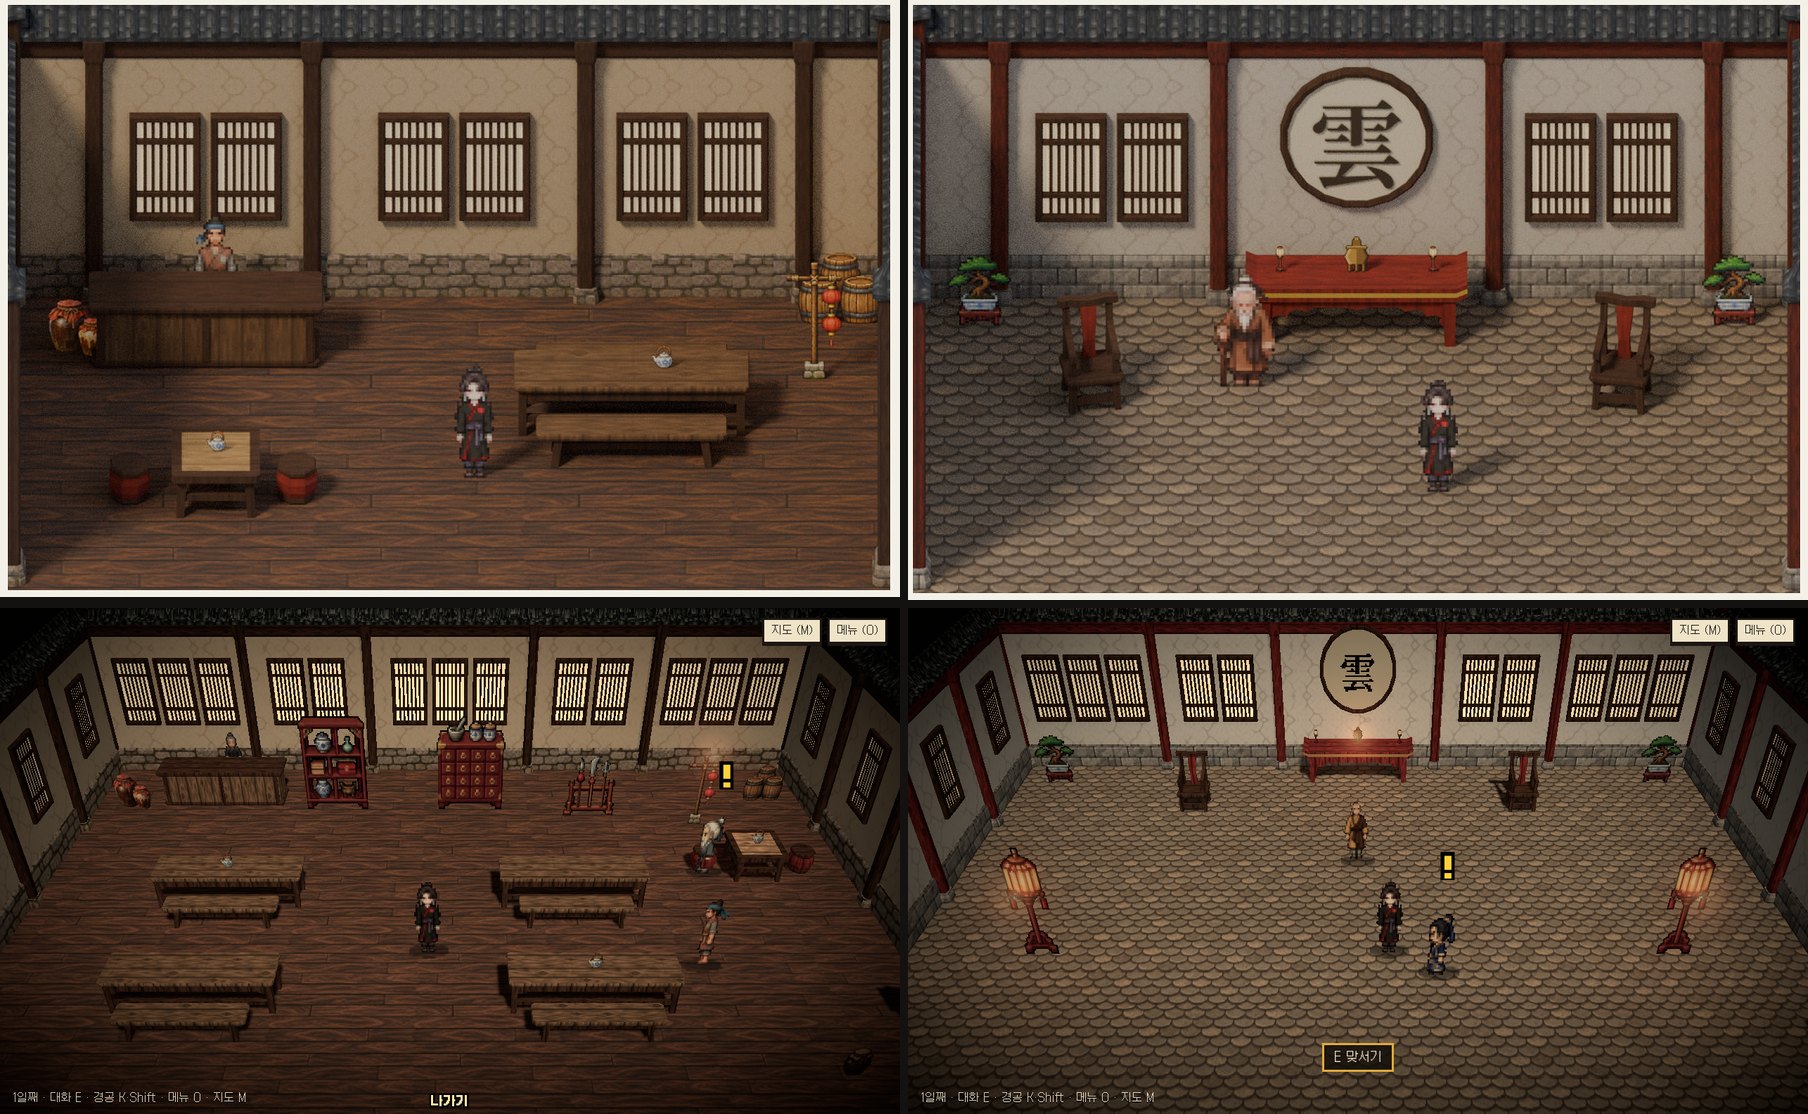 雲
지도 (M)
메뉴 (O)
1일째 · 대화 E · 경공 K·Shift · 메뉴 O · 지도 M
나가기
지도 (M)
메뉴 (O)
雲
E 맞서기
1일째 · 대화 E · 경공 K·Shift · 메뉴 O · 지도 M